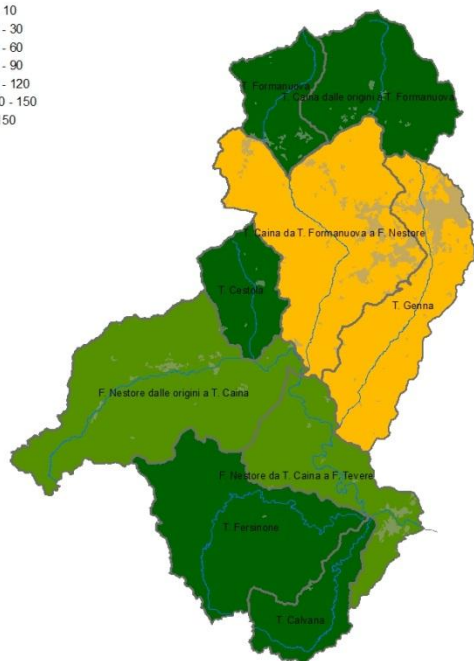 10
- 30
- 60
- 90
- 120
0 - 150
150
T. Formanuova
T. Caina dalle origini a T. Formanuova
Caina da T. Formanuova a F. Nestore
T. Cestola
T. Genna
F. Nestore dalle origini a T. Caina
F. Nestore da T. Caina a F. Tevere
T. Fersinone
T. Calvana